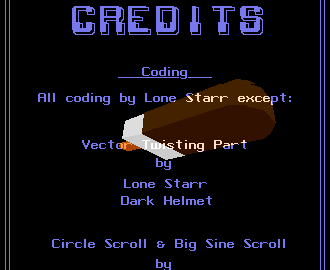 CREDITS
Coding
All coding by Lone Starr except:
Vector Twisting Part
by
Lone Starr
Dark Helmet
Circle Scroll & Big Sine Scroll
by